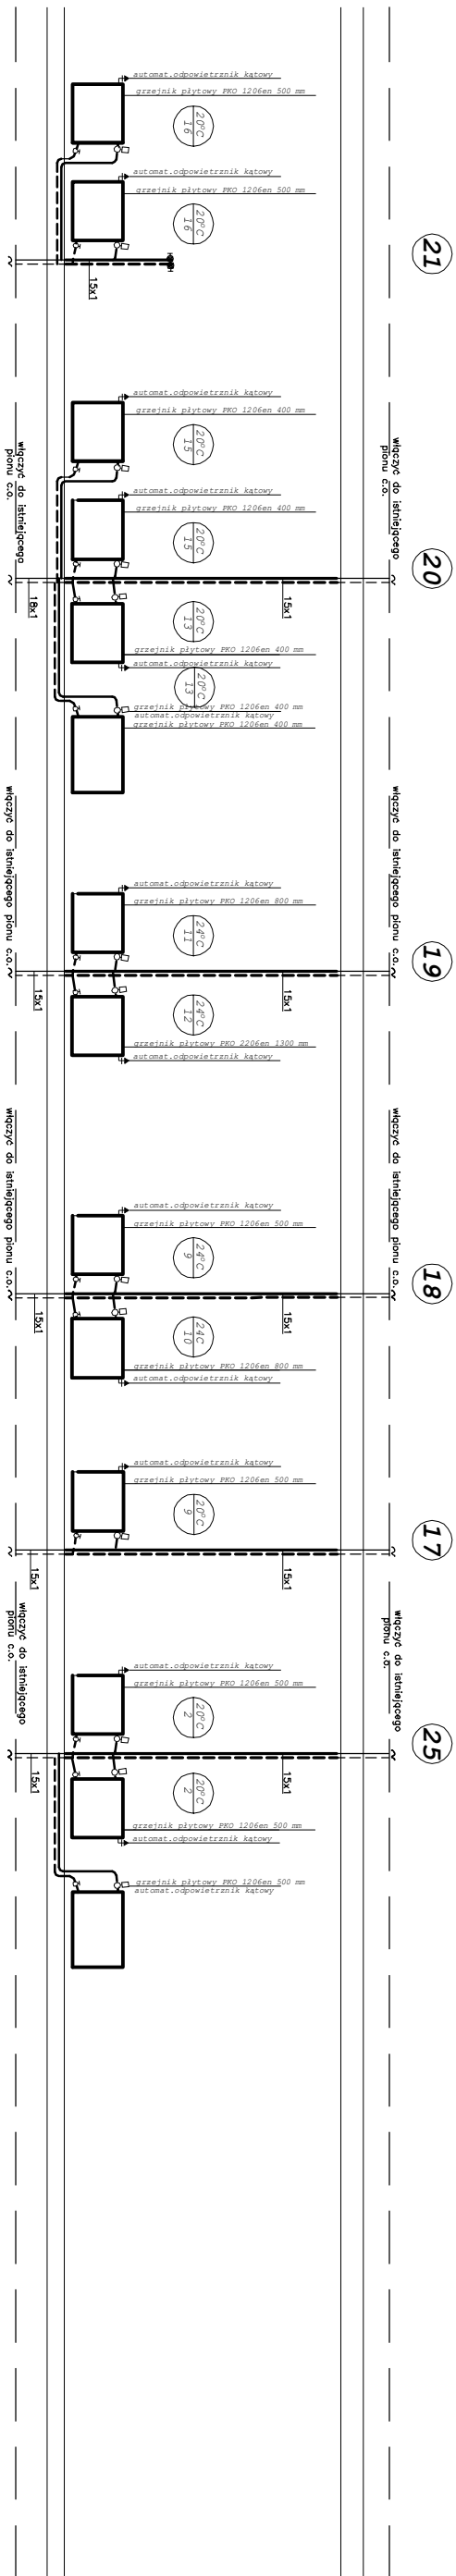 automat.odpowietrznik kątowy
grzejnik płytowy PKO 1206en 500 mm
20°C
16
automat.odpowietrznik kątowy
grzejnik płytowy PKO 1206en 500 mm
20°C
16
21
15x1
automat.odpowietrznik kątowy
grzejnik płytowy PKO 1206en 400 mm
20°C
15
włączyć do istniejącego
pionu c.o.
włączyć do istniejącego
pionu c.o.
automat.odpowietrznik kątowy
grzejnik płytowy PKO 1206en 400 mm
20°C
15
20
18x1
15x1
20°C
13
grzejnik płytowy PKO 1206en 400 mm
automat.odpowietrznik kątowy
20°C
13
grzejnik płytowy PKO 1206en 400 mm
automat.odpowietrznik kątowy
grzejnik płytowy PKO 1206en 400 mm
włączyć do istniejącego pionu c.o.
włączyć do istniejącego pionu c.o.
automat.odpowietrznik kątowy
grzejnik płytowy PKO 1206en 800 mm
24°C
11
19
15x1
15x1
24°C
12
grzejnik płytowy PKO 2206en 1300 mm
automat.odpowietrznik kątowy
włączyć do istniejącego pionu c.o.
włączyć do istniejącego pionu c.o.
automat.odpowietrznik kątowy
grzejnik płytowy PKO 1206en 500 mm
24°C
9
18
15x1
15x1
24C
10
grzejnik płytowy PKO 1206en 800 mm
automat.odpowietrznik kątowy
automat.odpowietrznik kątowy
grzejnik płytowy PKO 1206en 500 mm
20°C
9
17
15x1
15x1
włączyć do istniejącego
pionu c.o.
włączyć do istniejącego
pionu c.o.
automat.odpowietrznik kątowy
grzejnik płytowy PKO 1206en 500 mm
20°C
2
25
15x1
15x1
20°C
2
grzejnik płytowy PKO 1206en 500 mm
automat.odpowietrznik kątowy
grzejnik płytowy PKO 1206en 500 mm
automat.odpowietrznik kątowy